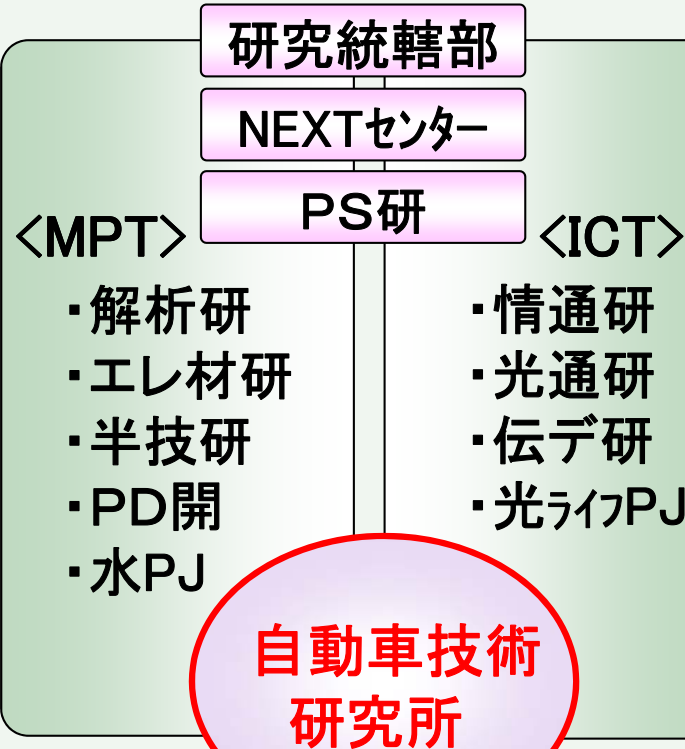 研究統轄部
NEXTセンター
PS研
<MPT>
・解析研
・エレ材研
・半技研
・PD開
・水PJ
<ICT>
・情通研
・光通研
・伝デ研
・光ライフPJ
自動車技術
研究所